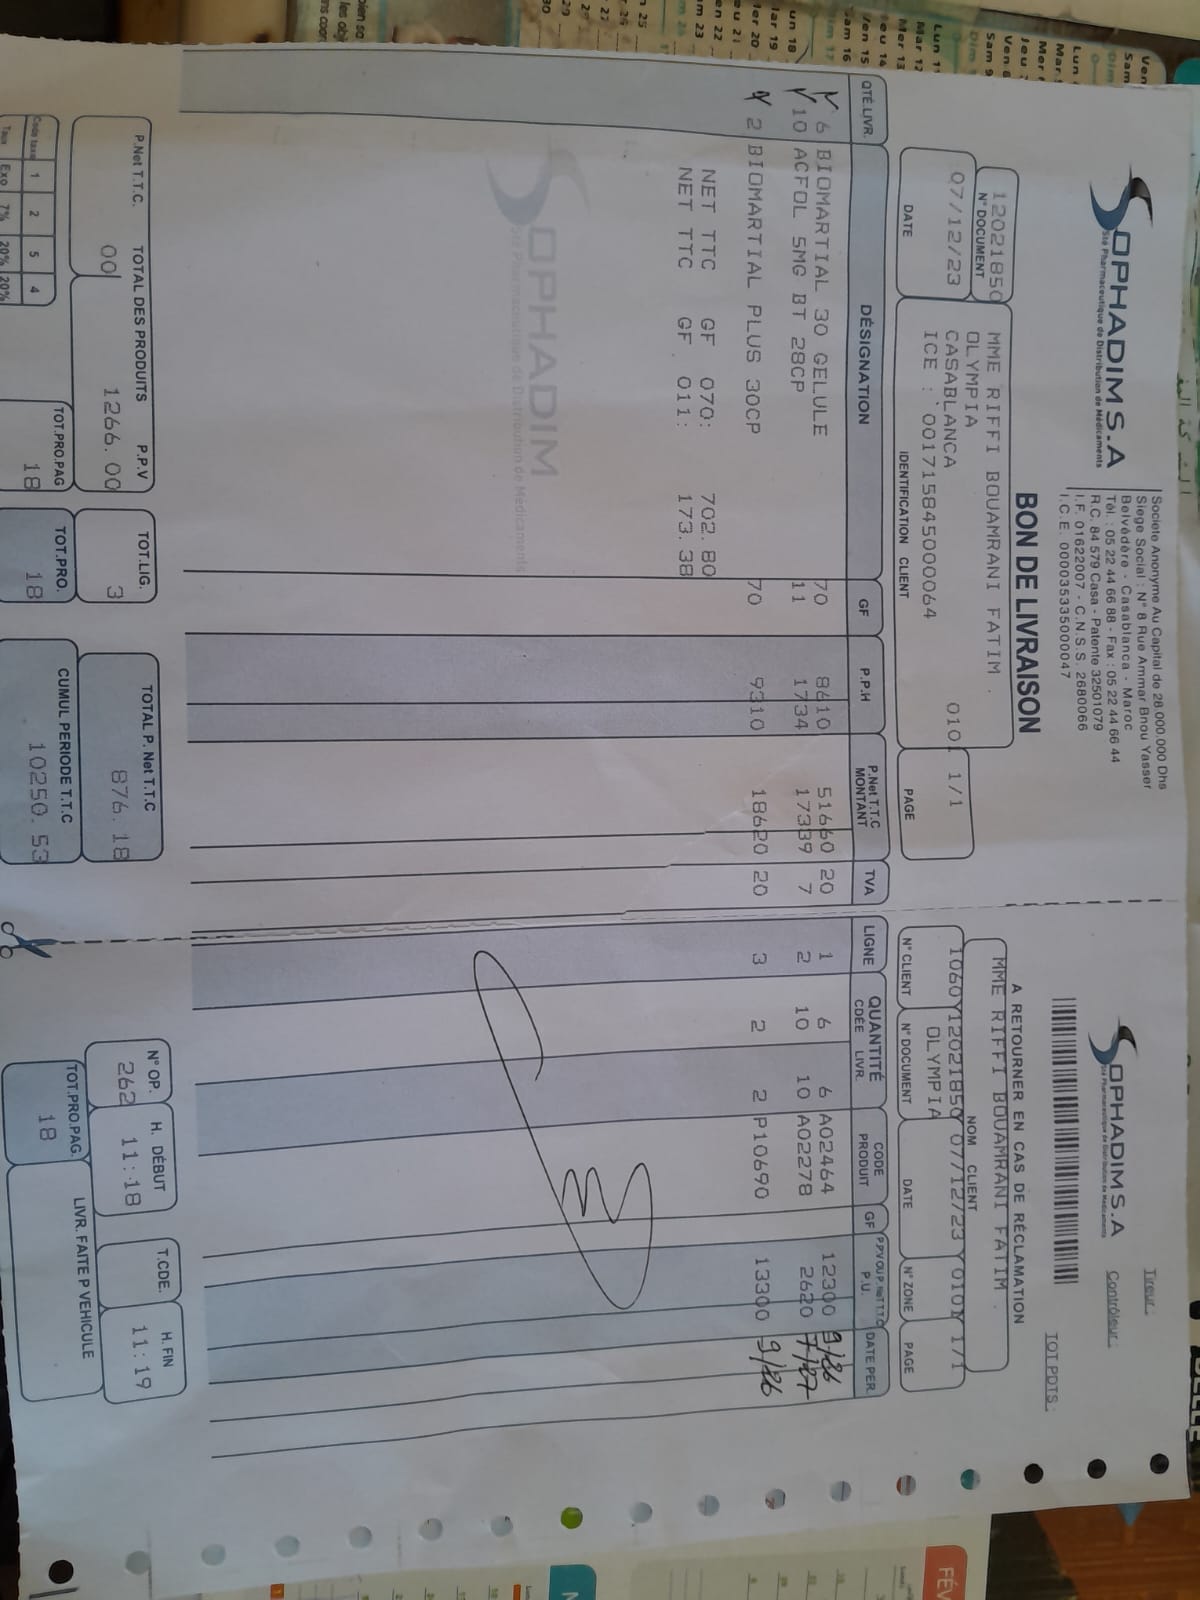 SOPHADIM S.A
Sté Pharmaceutique de Distribution de Médicaments
Societe Anonyme Au Capital de 28.000.000 Dhs
Siege Social : N° 8 Rue Ammar Bnou Yasser
Belvédère - Casablanca - Maroc
Tél. : 05 22 44 66 88 - Fax : 05 22 44 66 44
R.C. 84 579 Casa - Patente 32501079
I.F. 01622007 - C.N.S.S. 2680066
I.C.E. 000035335000047
BON DE LIVRAISON
12021850
N° DOCUMENT
07/12/23
DATE
MME RIFFI BOUAMRANI FATIM .
OLYMPIA
CASABLANCA 010
ICE : 001715845000064
IDENTIFICATION CLIENT
1/1
PAGE
QTÉ.LIVR. DÉSIGNATION GF P.P.H P.Net T.T.C MONTANT TVA
6 BIOMARTIAL 30 GELULE 70 8610 51660 20
10 ACFOL 5MG BT 28CP 11 1734 17339 7
2 BIOMARTIAL PLUS 30CP 70 9310 18620 20
NET TTC GF 070: 702.80
NET TTC GF 011: 173.38
SOPHADIM
Sté Pharmaceutique de Distribution de Médicaments
P.Net T.T.C. TOTAL DES PRODUITS P.P.V
00 1266.00
TOT.LIG.
3
TOTAL P. Net T.T.C
876.18
TOT.PRO.PAG
18
TOT.PRO.
18
CUMUL PERIODE T.T.C
10250.53
Code taxe 1 2 5 4
Taux Exo 7% 20% 20%
SOPHADIM S.A
Sté Pharmaceutique de Distribution de Médicaments
Tireur :
Contrôleur :
TOT PDTS :
A RETOURNER EN CAS DE RÉCLAMATION
MME RIFFI BOUAMRANI FATIM .
NOM CLIENT
1060 12021850 07/12/23 0101 1/1
OLYMPIA
N° CLIENT N° DOCUMENT DATE N° ZONE PAGE
LIGNE QUANTITÉ CDÉE LIVR. CODE PRODUIT GF P.P.V OU P.Net T.T.C P.U. DATE PER.
1 6 6 A02464 12300 9/26
2 10 10 A02278 2620 7/27
3 2 2 P10690 13300 9/26
N° OP.
262
H. DÉBUT
11:18
T.CDE.
H. FIN
11:19
TOT.PRO.PAG.
18
LIVR. FAITE P VEHICULE